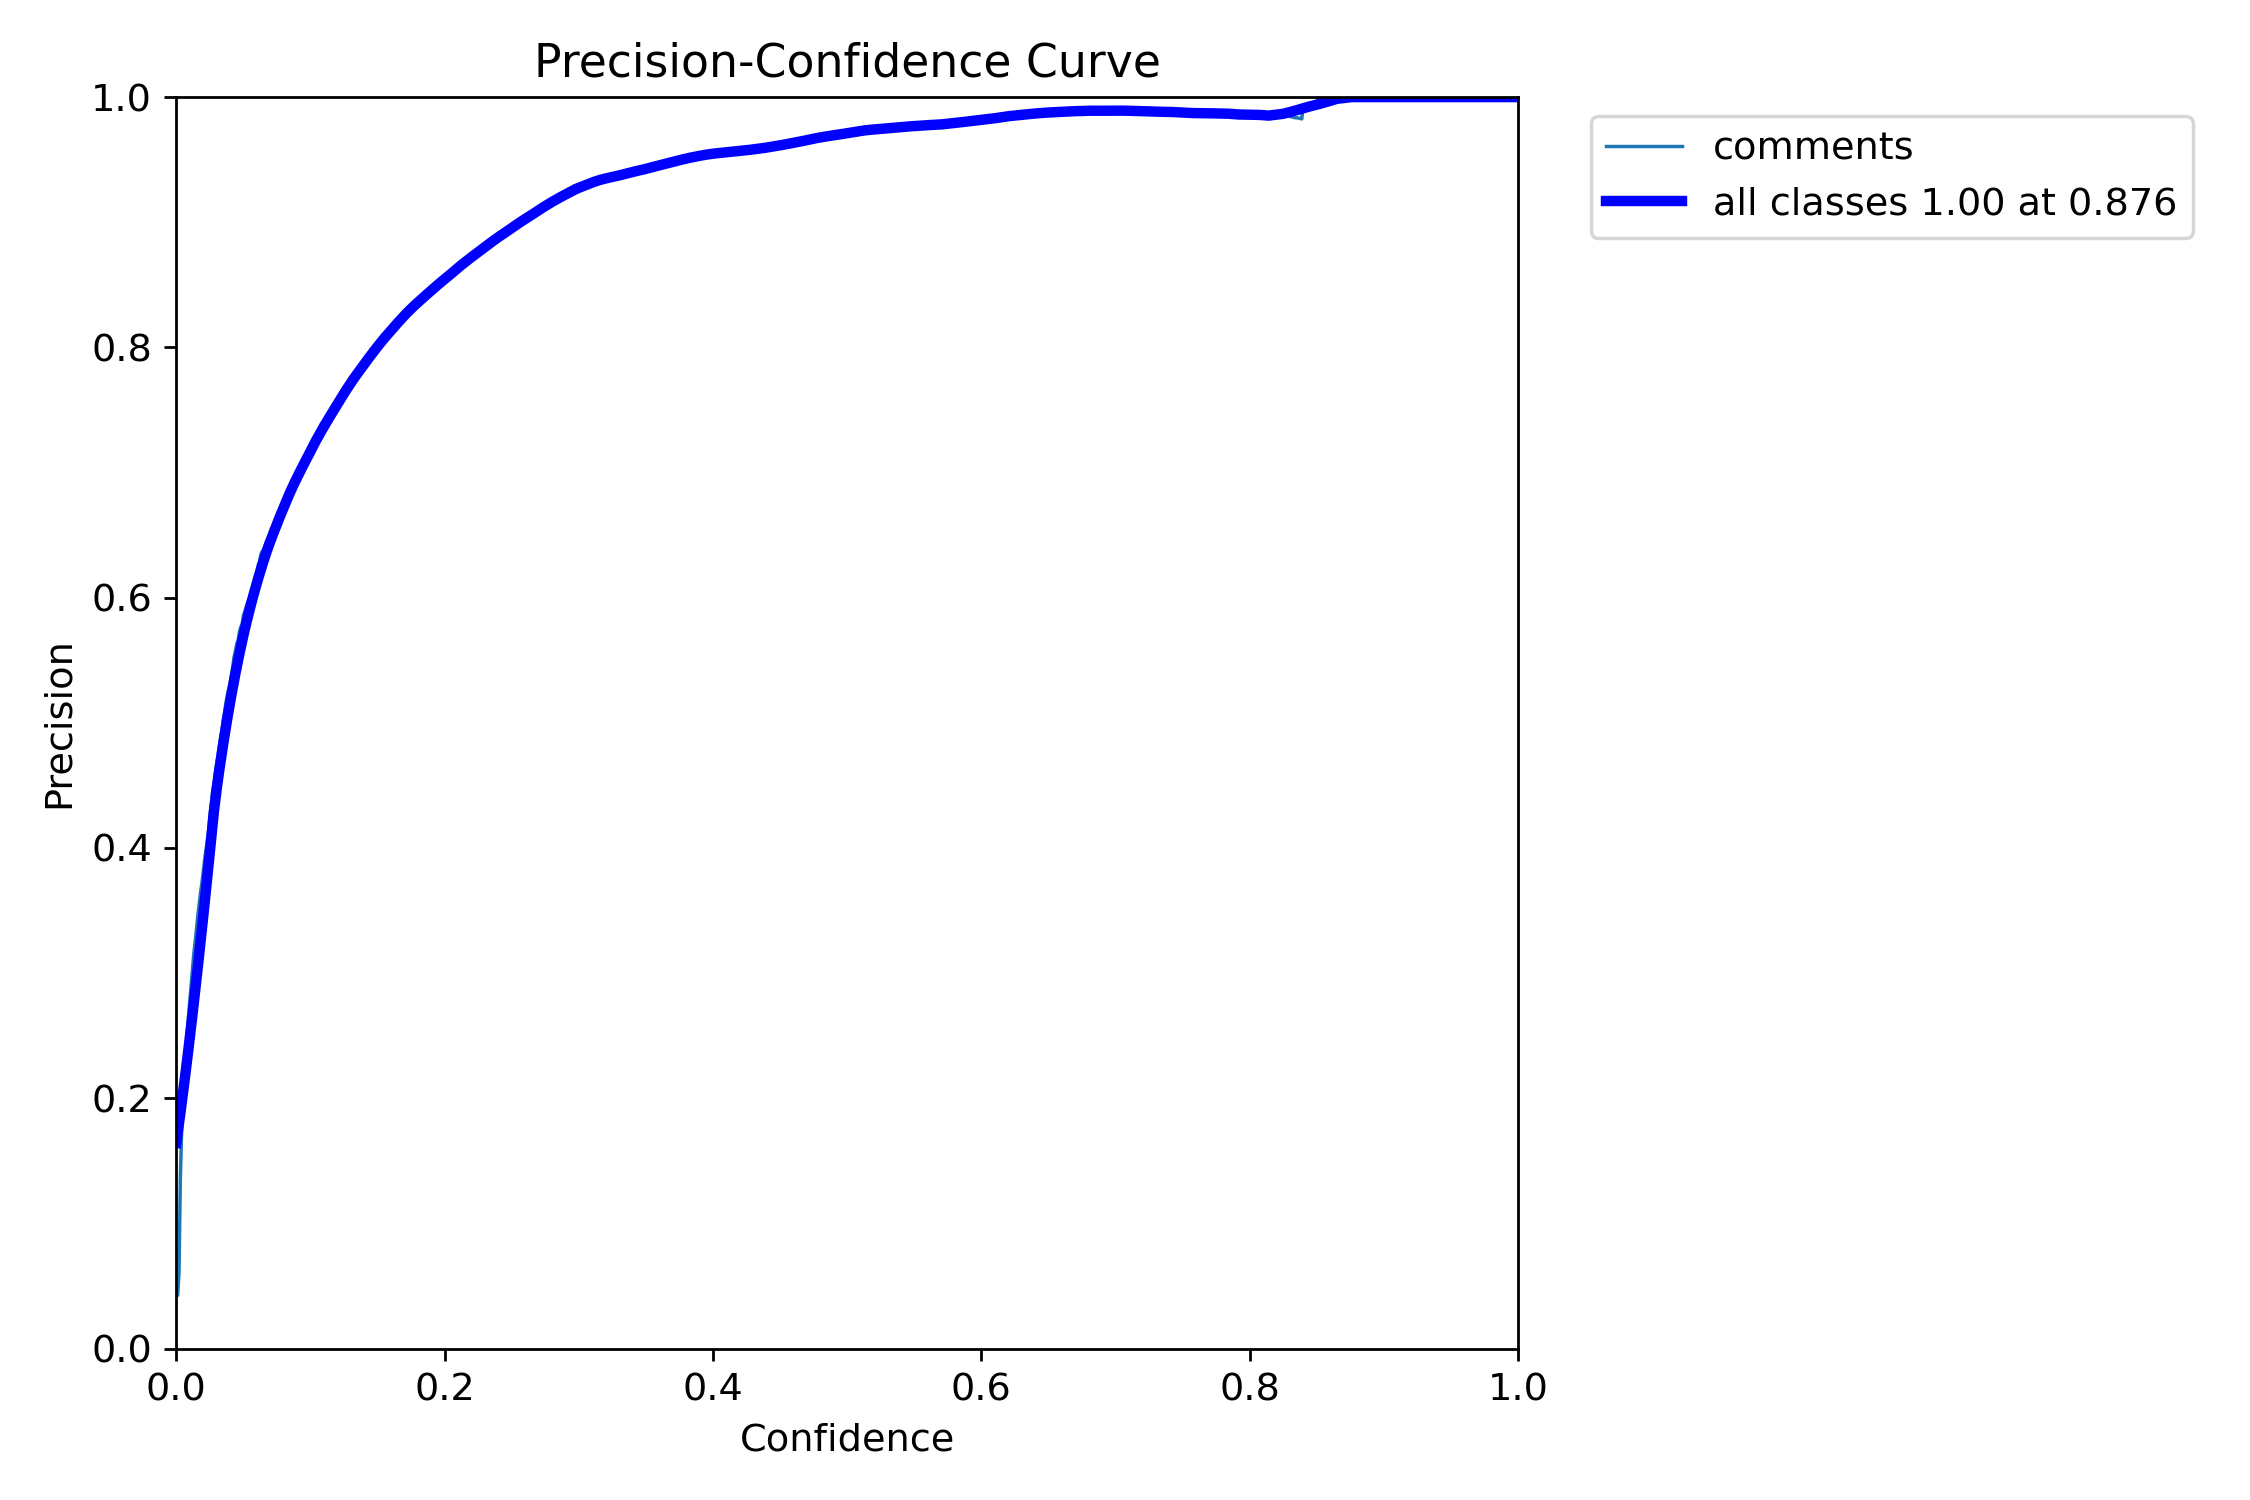 Precision-Confidence Curve
comments
all classes 1.00 at 0.876
Precision
1.0
0.8
0.6
0.4
0.2
0.0
0.0 0.2 0.4 0.6 0.8 1.0
Confidence